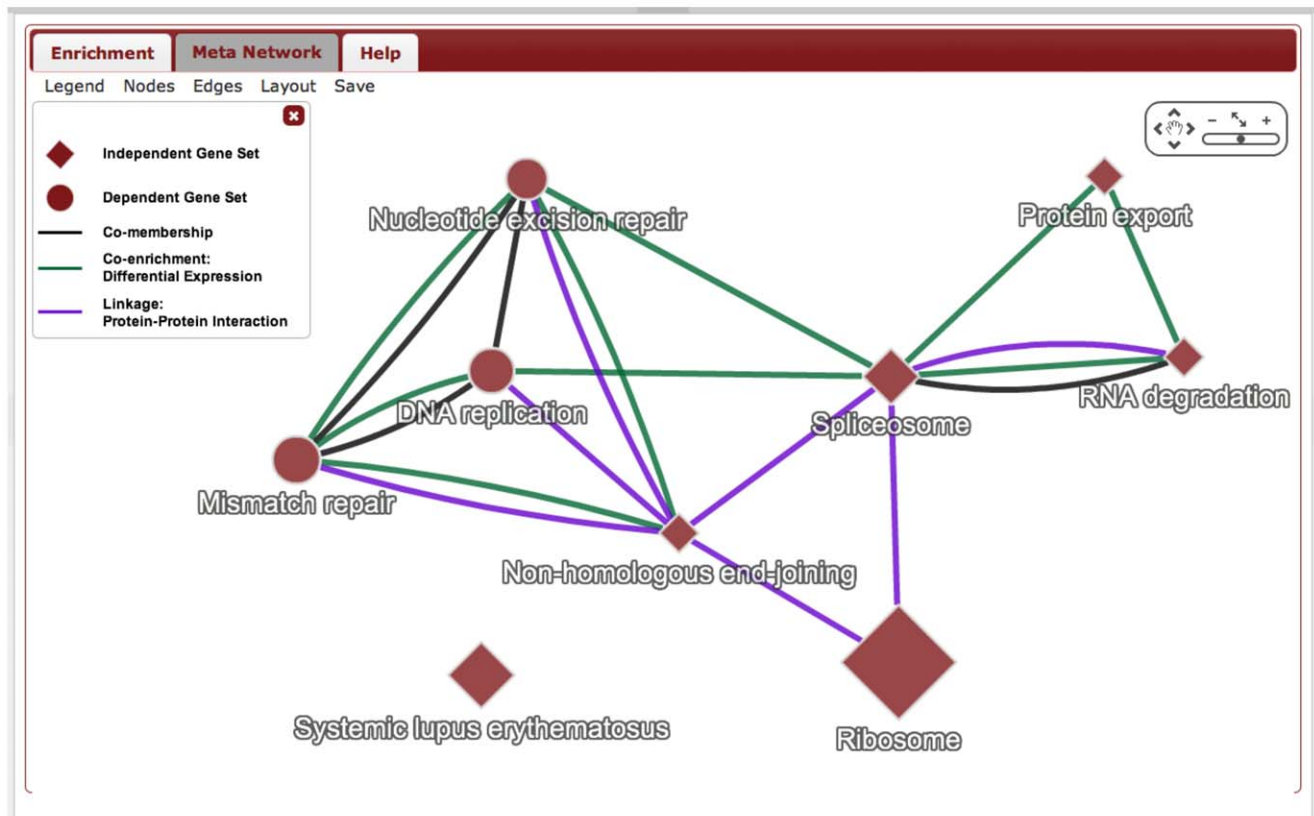 Enrichment Meta Network Help
Legend Nodes Edges Layout Save
Independent Gene Set
Dependent Gene Set
Co-membership
Co-enrichment:
Differential Expression
Linkage:
Protein-Protein Interaction
Nucleotide excision repair
Protein export
DNA replication
Spliceosome
RNA degradation
Mismatch repair
Non-homologous end-joining
Systemic lupus erythematosus
Ribosome